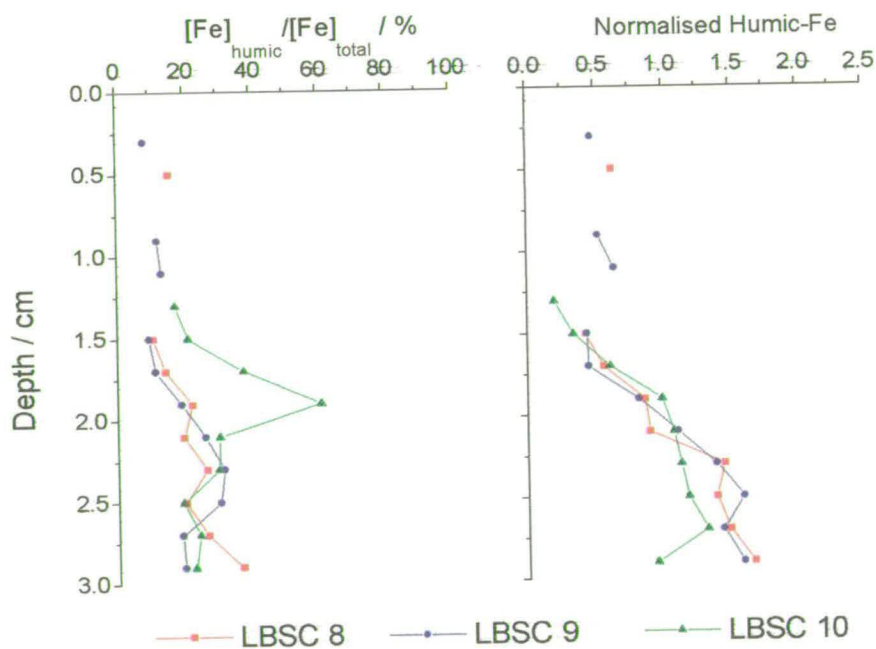 [Fe]humic /[Fe]total / %
0 20 40 60 80 100
Normalised Humic-Fe
0.0 0.5 1.0 1.5 2.0 2.5
Depth / cm
0.0
0.5
1.0
1.5
2.0
2.5
3.0
LBSC 8 LBSC 9 LBSC 10